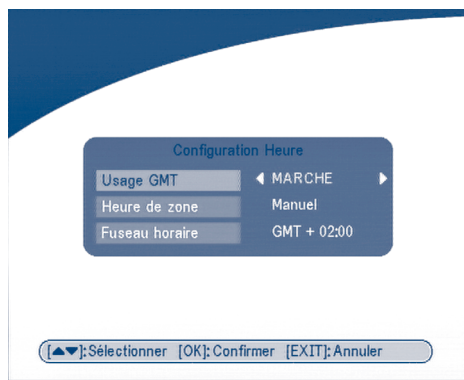 Configuration Heure
Usage GMT ◀ MARCHE ▶
Heure de zone Manuel
Fuseau horaire GMT + 02:00
[▲▼]: Sélectionner [OK]: Confirmer [EXIT]: Annuler